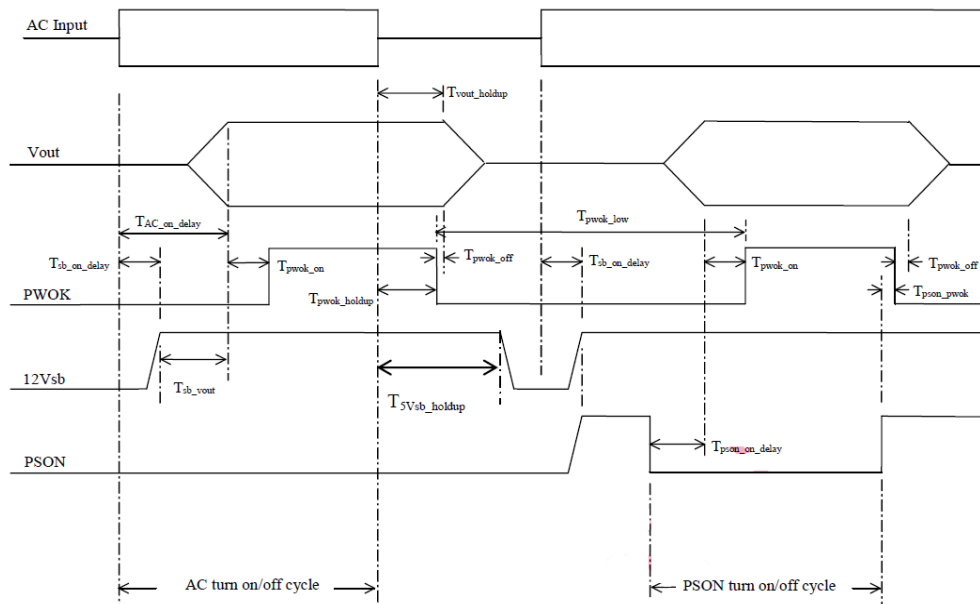 AC Input
Tvout_holdup
Vout
TAC_on_delay
Tpwok_low
Tsb_on_delay
Tpwok_on
Tpwok_off
Tsb_on_delay
Tpwok_on
Tpwok_off
PWOK
Tpwok_holdup
Tpson_pwok
12Vsb
Tsb_vout
T5Vsb_holdup
PSON
Tpson_on_delay
AC turn on/off cycle
PSON turn on/off cycle